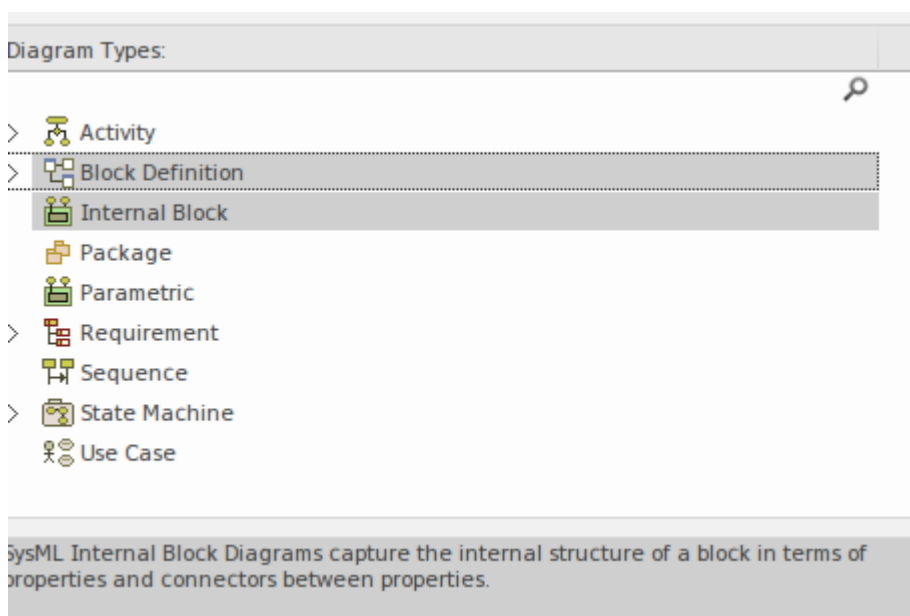 Diagram Types:
Activity
Block Definition
Internal Block
Package
Parametric
Requirement
Sequence
State Machine
Use Case
SysML Internal Block Diagrams capture the internal structure of a block in terms of
properties and connectors between properties.